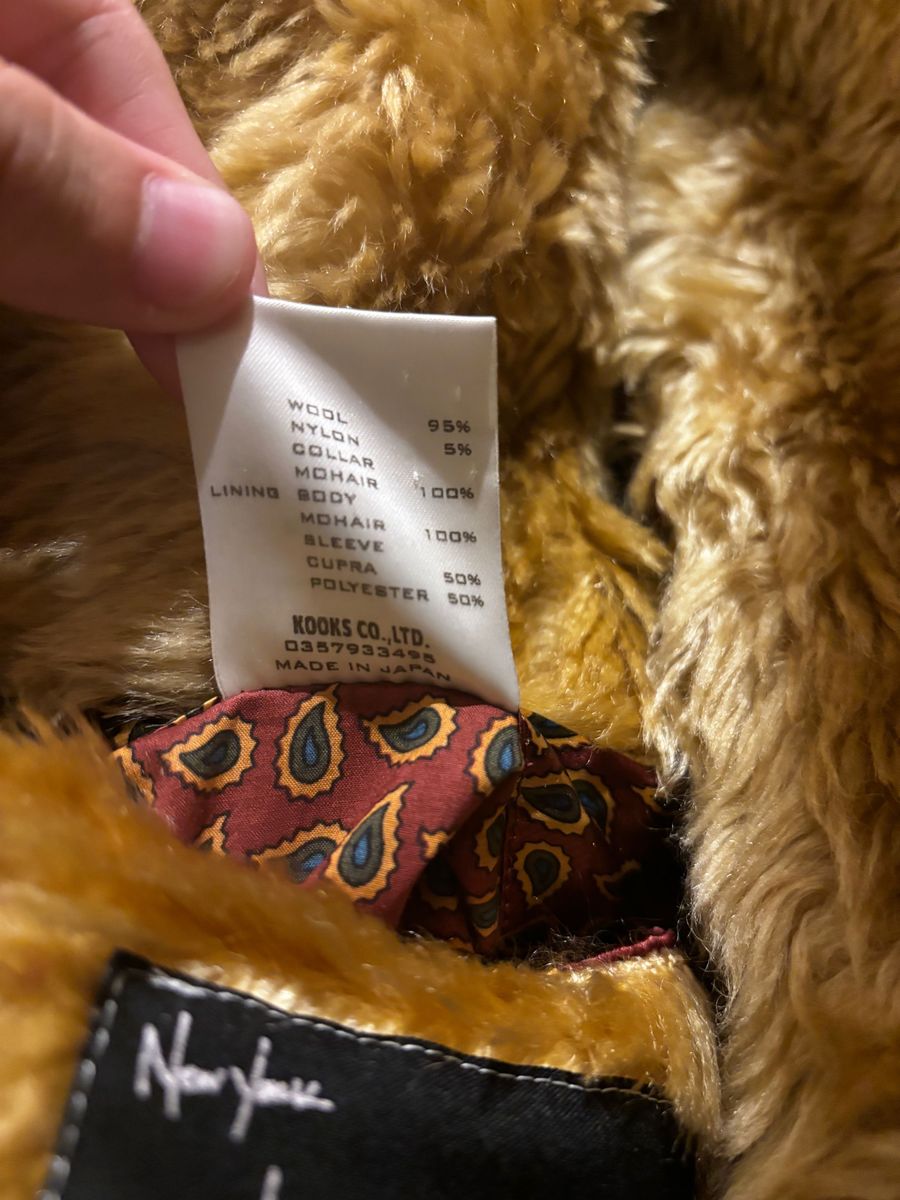 WOOL 95%
NYLON 5%
COLLAR
MOHAIR 100%
LINING BODY
MOHAIR 100%
SLEEVE
CUPRA 50%
POLYESTER 50%
KOOKS CO.,LTD.
0357933495
MADE IN JAPAN
New York